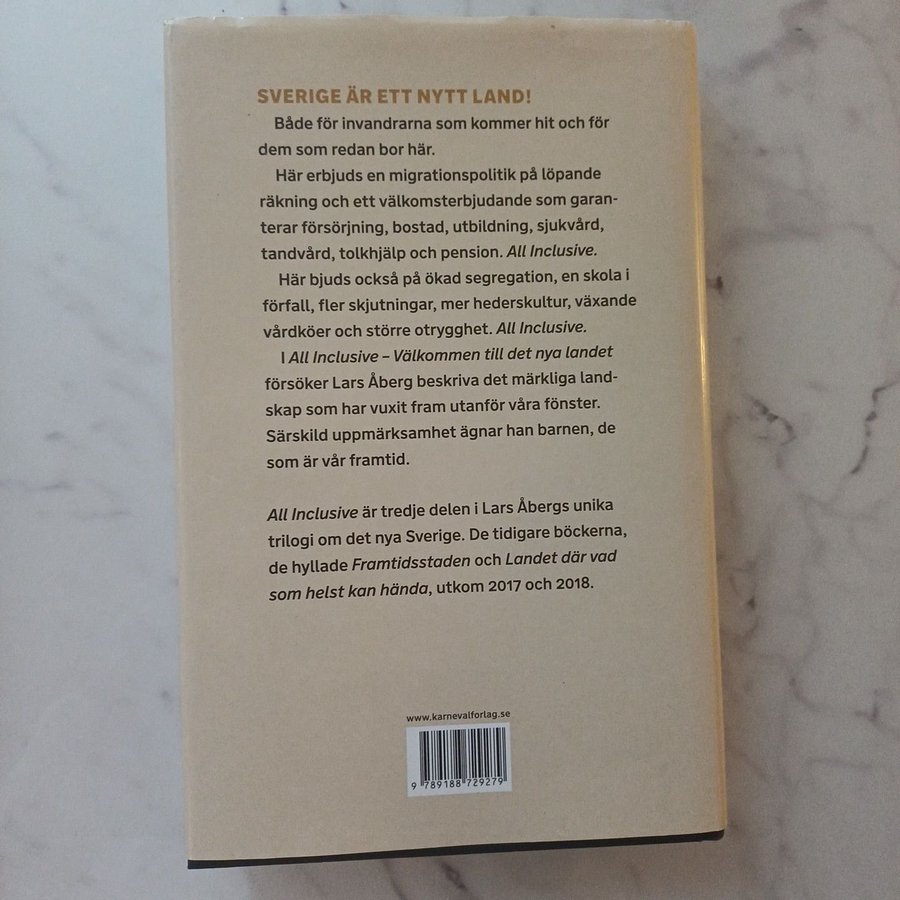 SVERIGE ÄR ETT NYTT LAND!
Både för invandrarna som kommer hit och för
dem som redan bor här.
Här erbjuds en migrationspolitik på löpande
räkning och ett välkomsterbjudande som garan-
terar försörjning, bostad, utbildning, sjukvård,
tandvård, tolkhjälp och pension. All Inclusive.
Här bjuds också på ökad segregation, en skola i
förfall, fler skjutningar, mer hederskultur, växande
vårdköer och större otrygghet. All Inclusive.
I All Inclusive – Välkommen till det nya landet
försöker Lars Åberg beskriva det märkliga land-
skap som har vuxit fram utanför våra fönster.
Särskild uppmärksamhet ägnar han barnen, de
som är vår framtid.
All Inclusive är tredje delen i Lars Åbergs unika
trilogi om det nya Sverige. De tidigare böckerna,
de hyllade Framtidsstaden och Landet där vad
som helst kan hända, utkom 2017 och 2018.
www.karnevalforlag.se
9 789188 729279